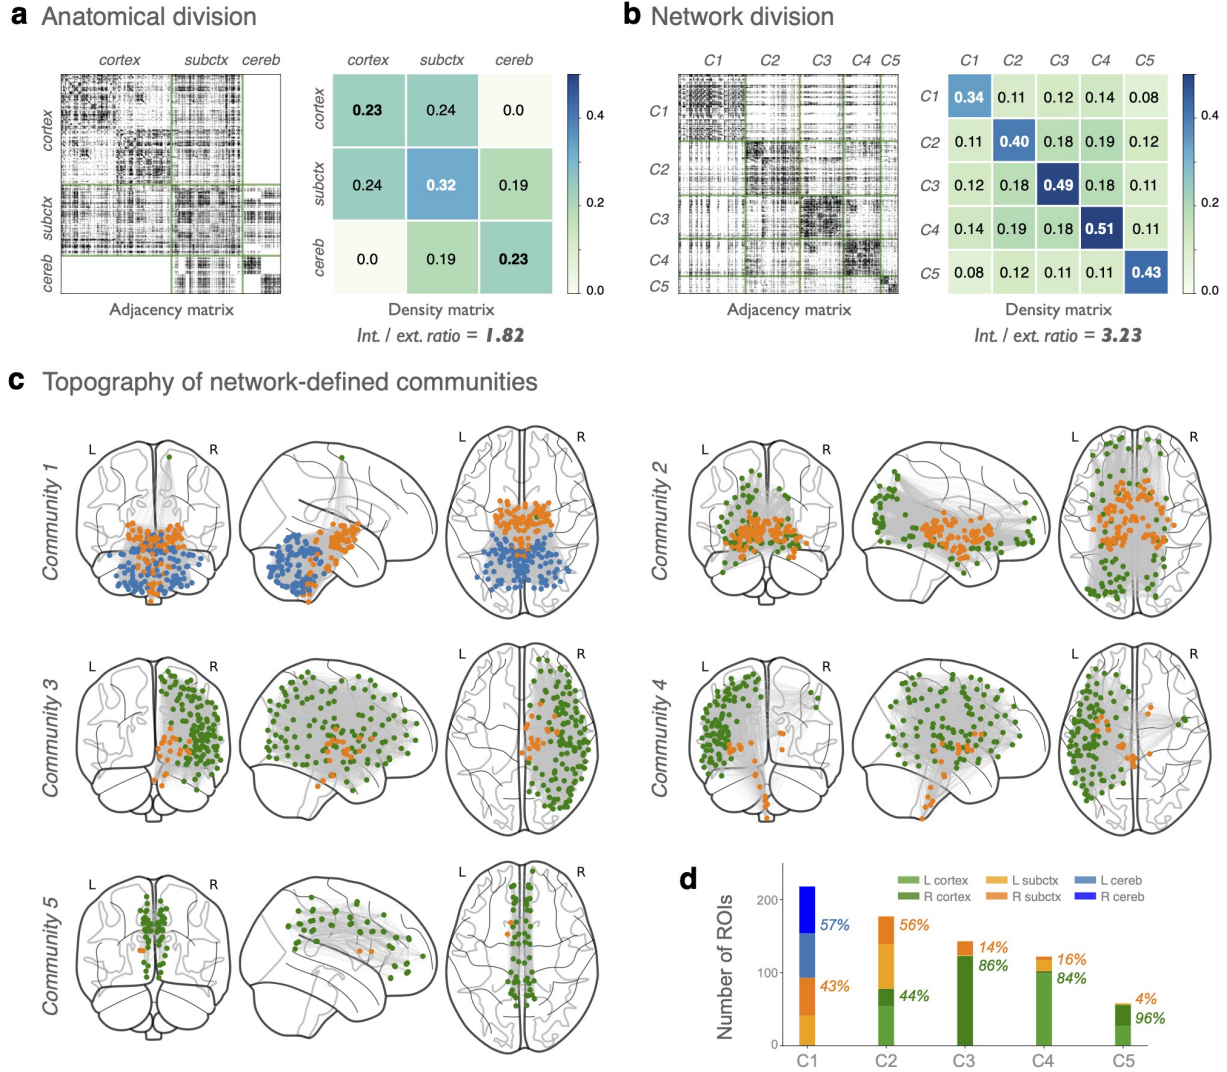 a Anatomical division
cortex subctx cereb
cortex subctx cereb
cortex
subctx
cereb
cortex
subctx
cereb
0.23 0.24 0.0
0.24 0.32 0.19
0.0 0.19 0.23
0.4
0.2
0.0
Adjacency matrix
Density matrix
Int. / ext. ratio = 1.82
b Network division
C1 C2 C3 C4 C5
C1 C2 C3 C4 C5
C1
C2
C3
C4
C5
C1 0.34 0.11 0.12 0.14 0.08
C2 0.11 0.40 0.18 0.19 0.12
C3 0.12 0.18 0.49 0.18 0.11
C4 0.14 0.19 0.18 0.51 0.11
C5 0.08 0.12 0.11 0.11 0.43
0.4
0.2
0.0
Adjacency matrix
Density matrix
Int. / ext. ratio = 3.23
c Topography of network-defined communities
Community 1
L R
L R
Community 2
L R
L R
Community 3
L R
L R
Community 4
L R
L R
Community 5
L R
L R
d
Number of ROIs
200
100
0
L cortex L subctx L cereb
R cortex R subctx R cereb
57%
43%
56%
44%
14%
86%
16%
84%
4%
96%
C1 C2 C3 C4 C5